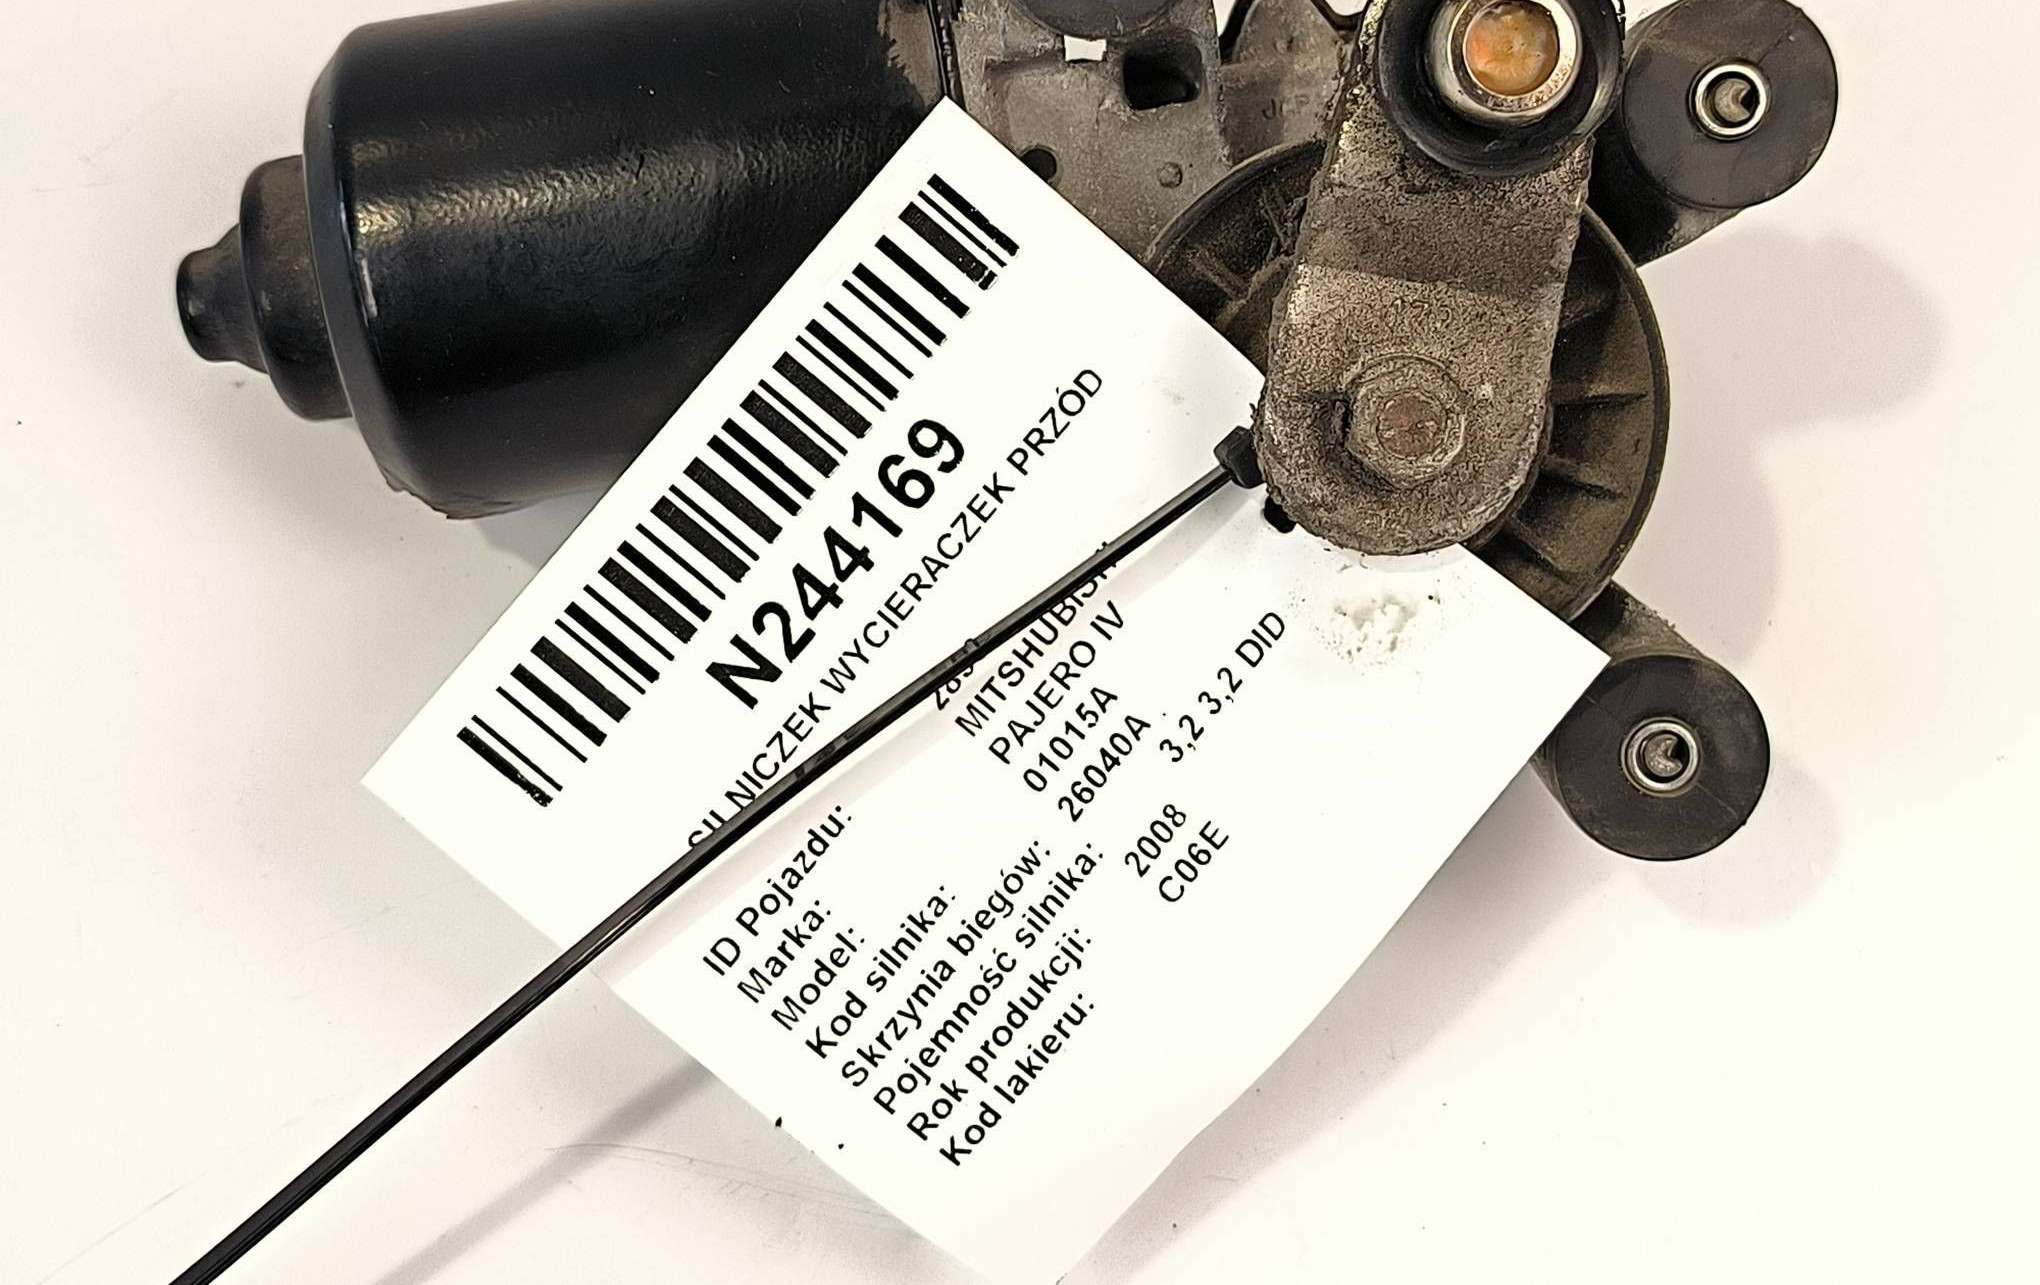 N244169
SILNICZEK WYCIERACZEK PRZÓD
ID Pojazdu:
Marka: MITSHUBISHI
Model: PAJERO IV
Kod silnika: 01015A
Skrzynia biegów: 26040A
Pojemność silnika: 3,2 3,2 DID
Rok produkcji: 2008
Kod lakieru: C06E